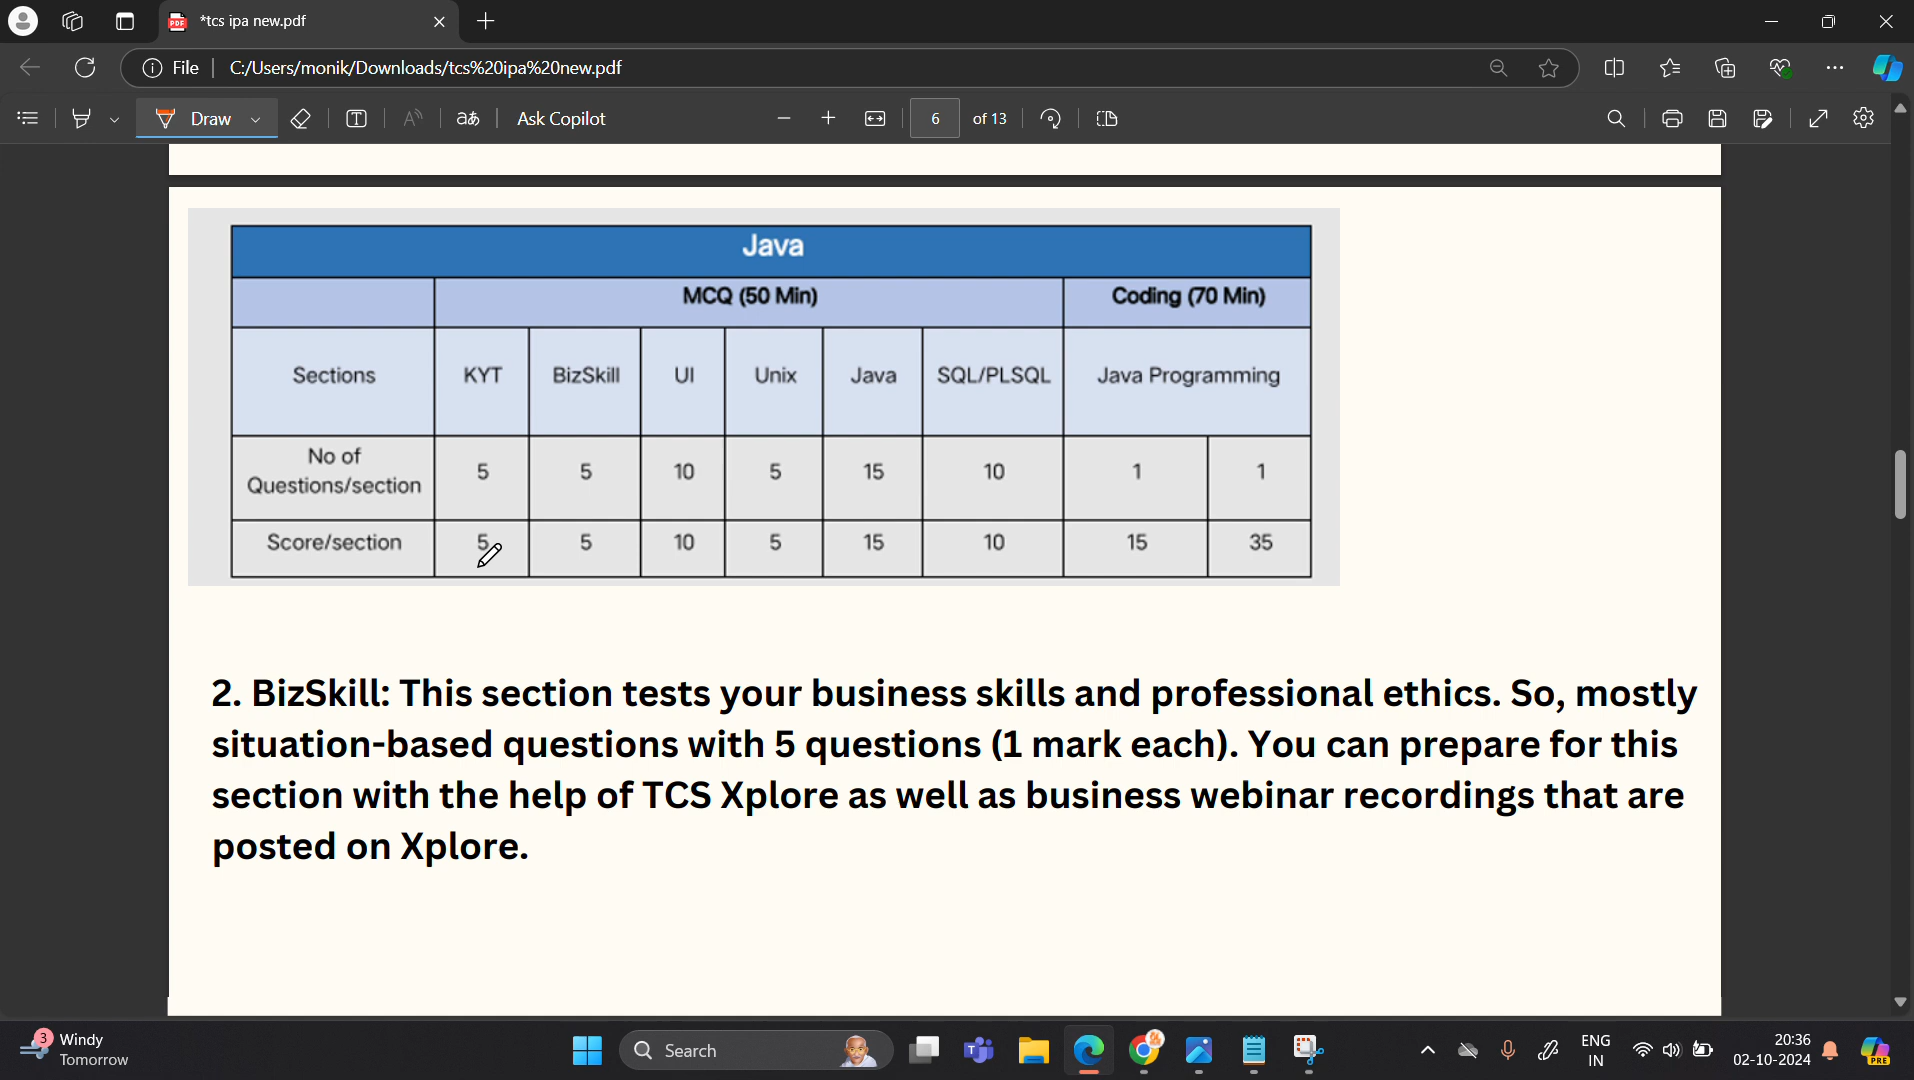 *tcs ipa new.pdf
File C:/Users/monik/Downloads/tcs%20ipa%20new.pdf
Draw aあ Ask Copilot 6 of 13
Java
MCQ (50 Min) Coding (70 Min)
Sections KYT BizSkill UI Unix Java SQL/PLSQL Java Programming
No of
Questions/section 5 5 10 5 15 10 1 1
Score/section 5 5 10 5 15 10 15 35
2. BizSkill: This section tests your business skills and professional ethics. So, mostly
situation-based questions with 5 questions (1 mark each). You can prepare for this
section with the help of TCS Xplore as well as business webinar recordings that are
posted on Xplore.
3 Windy
Tomorrow
Search
ENG
IN
20:36
02-10-2024
PRE